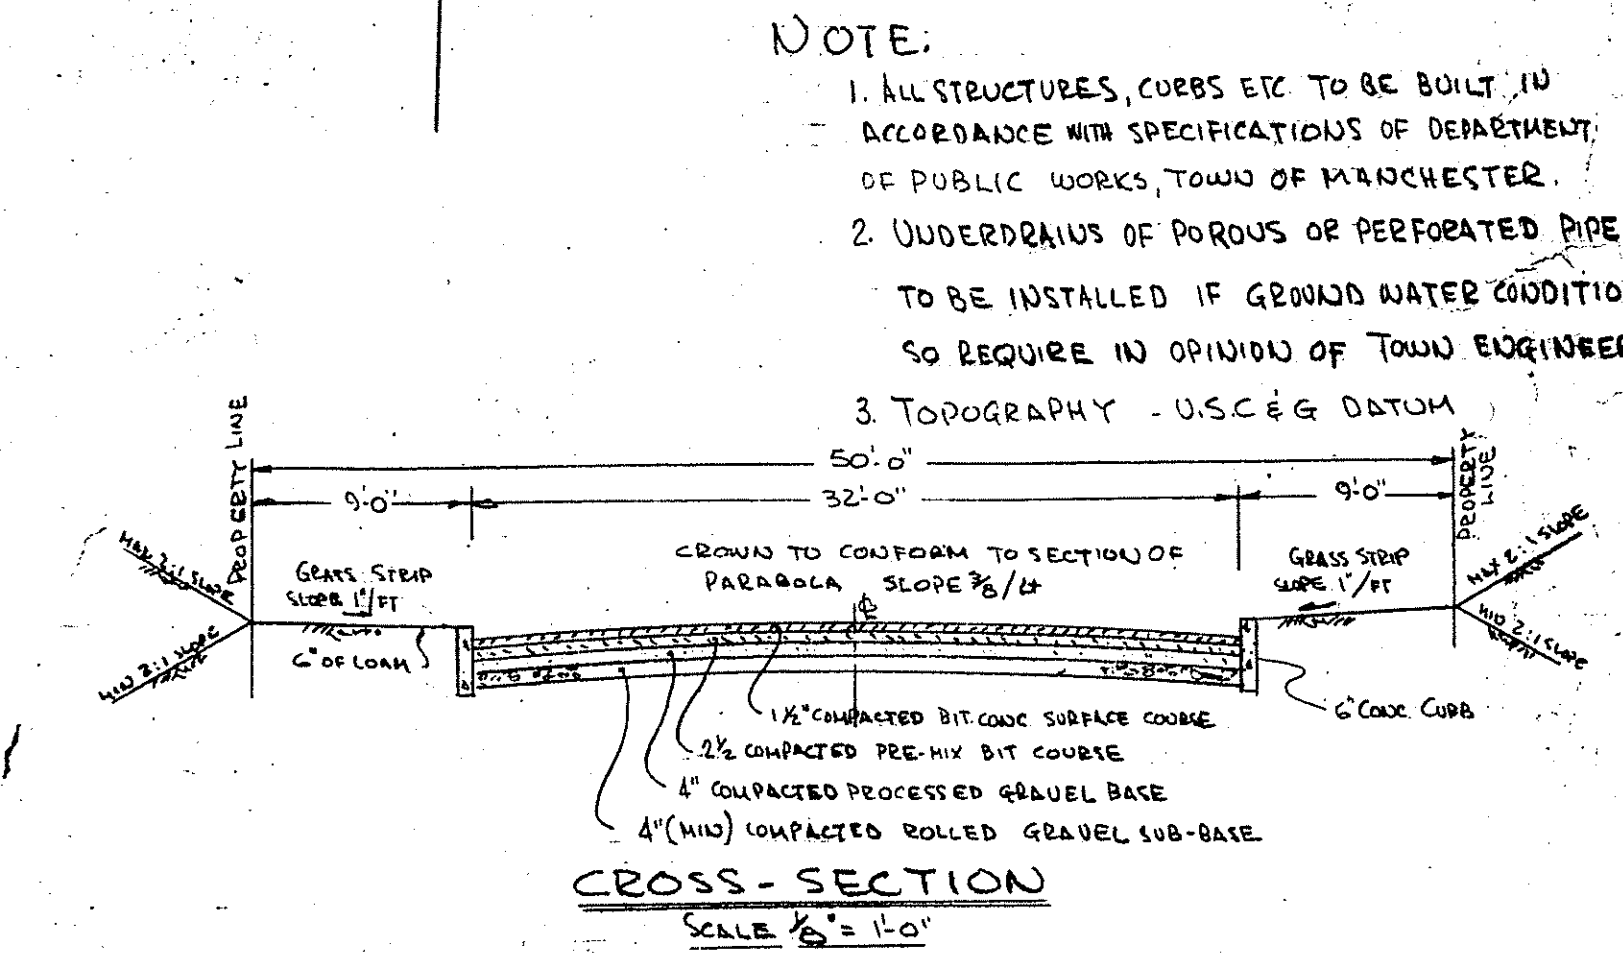 NOTE:
1. ALL STRUCTURES, CURBS ETC. TO BE BUILT IN
ACCORDANCE WITH SPECIFICATIONS OF DEPARTMENT
OF PUBLIC WORKS, TOWN OF MANCHESTER.
2. UNDERDRAINS OF POROUS OR PERFORATED PIPE
TO BE INSTALLED IF GROUND WATER CONDITIO
SO REQUIRE IN OPINION OF TOWN ENGINEER
3. TOPOGRAPHY - U.S.C & G DATUM
PROPERTY LINE
50'-0"
PROPERTY
LINE
9'-0"
32'-0"
9'-0"
MAX 2:1 SLOPE
GRASS STRIP
SLOPE 1"/FT
CROWN TO CONFORM TO SECTION OF
PARABOLA SLOPE 3/8/LF
GRASS STRIP
SLOPE 1"/FT
MAX 2:1 SLOPE
℄
MIN 2:1 SLOPE
6" OF LOAM
MIN 2:1 SLOPE
1 1/2" COMPACTED BIT. CONC. SURFACE COURSE
6" CONC. CURB
2 1/2 COMPACTED PRE-MIX BIT COURSE
4" COMPACTED PROCESSED GRAVEL BASE
4" (MIN) COMPACTED ROLLED GRAVEL SUB-BASE
CROSS-SECTION
SCALE 1/8" = 1'-0"